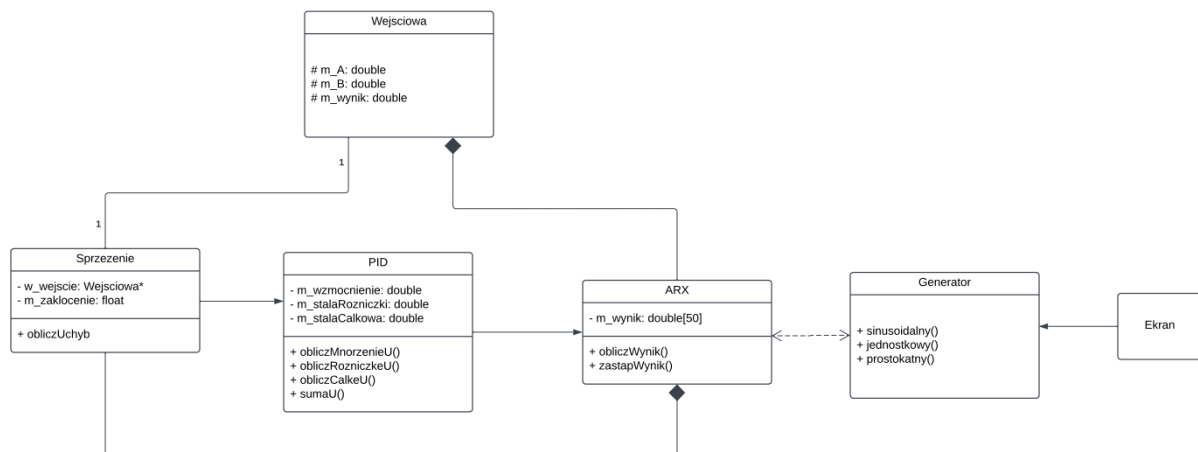 Wejsciowa
# m_A: double
# m_B: double
# m_wynik: double
1
1
Sprzezenie
- w_wejscie: Wejsciowa*
- m_zaklocenie: float
+ obliczUchyb
PID
- m_wzmocnienie: double
- m_stalaRozniczki: double
- m_stalaCalkowa: double
+ obliczMnorzenieU()
+ obliczRozniczkeU()
+ obliczCalkeU()
+ sumaU()
ARX
- m_wynik: double[50]
+ obliczWynik()
+ zastapWynik()
Generator
+ sinusoidalny()
+ jednostkowy()
+ prostokatny()
Ekran